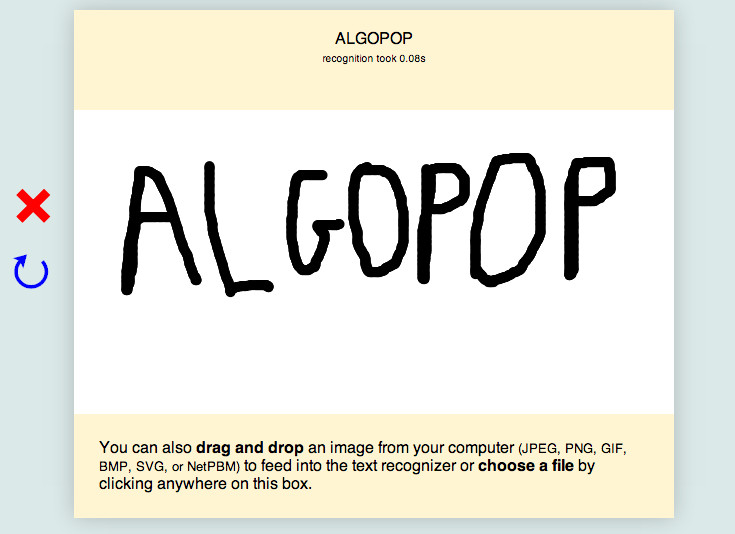 ALGOPOP
recognition took 0.08s
ALGOPOP
You can also drag and drop an image from your computer (JPEG, PNG, GIF,
BMP, SVG, or NetPBM) to feed into the text recognizer or choose a file by
clicking anywhere on this box.